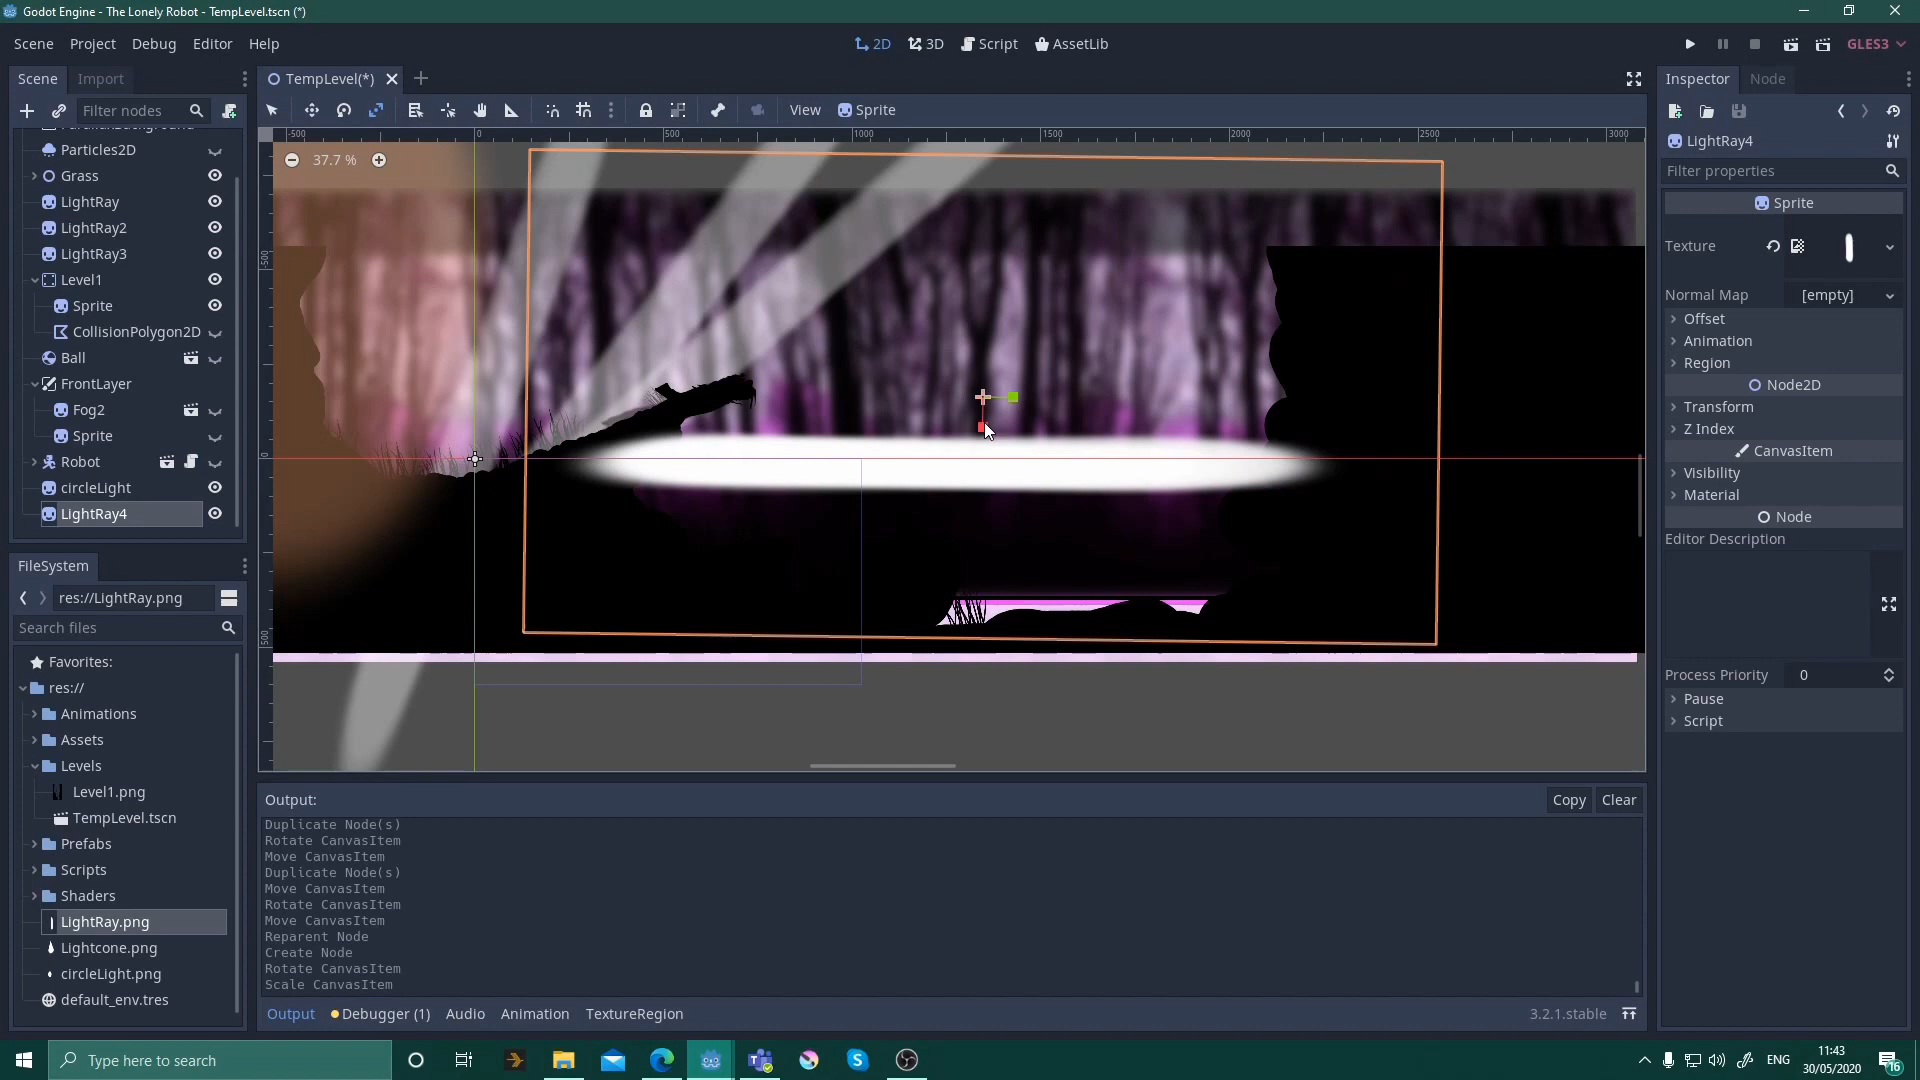 Godot Engine - The Lonely Robot - TempLevel.tscn (*)
Scene Project Debug Editor Help
2D 3D Script AssetLib
GLES3
Scene Import
TempLevel(*)
Inspector Node
Filter nodes
View Sprite
-500 0 500 1000 1500 2000 2500 3000
37.7 %
LightRay4
Filter properties
ParallaxBackground
Particles2D
Grass
LightRay
LightRay2
LightRay3
Level1
Sprite
CollisionPolygon2D
Ball
FrontLayer
Fog2
Sprite
Robot
circleLight
LightRay4
-500
0
500
Sprite
Texture
Normal Map [empty]
Offset
Animation
Region
Node2D
Transform
Z Index
CanvasItem
Visibility
Material
Node
Editor Description
Process Priority 0
Pause
Script
FileSystem
res://LightRay.png
Search files
Favorites:
res://
Animations
Assets
Levels
Level1.png
TempLevel.tscn
Prefabs
Scripts
Shaders
LightRay.png
Lightcone.png
circleLight.png
default_env.tres
Output:
Copy Clear
Duplicate Node(s)
Rotate CanvasItem
Move CanvasItem
Duplicate Node(s)
Move CanvasItem
Rotate CanvasItem
Move CanvasItem
Reparent Node
Create Node
Rotate CanvasItem
Scale CanvasItem
Output Debugger (1) Audio Animation TextureRegion
3.2.1.stable
Type here to search
ENG
11:43
30/05/2020
16